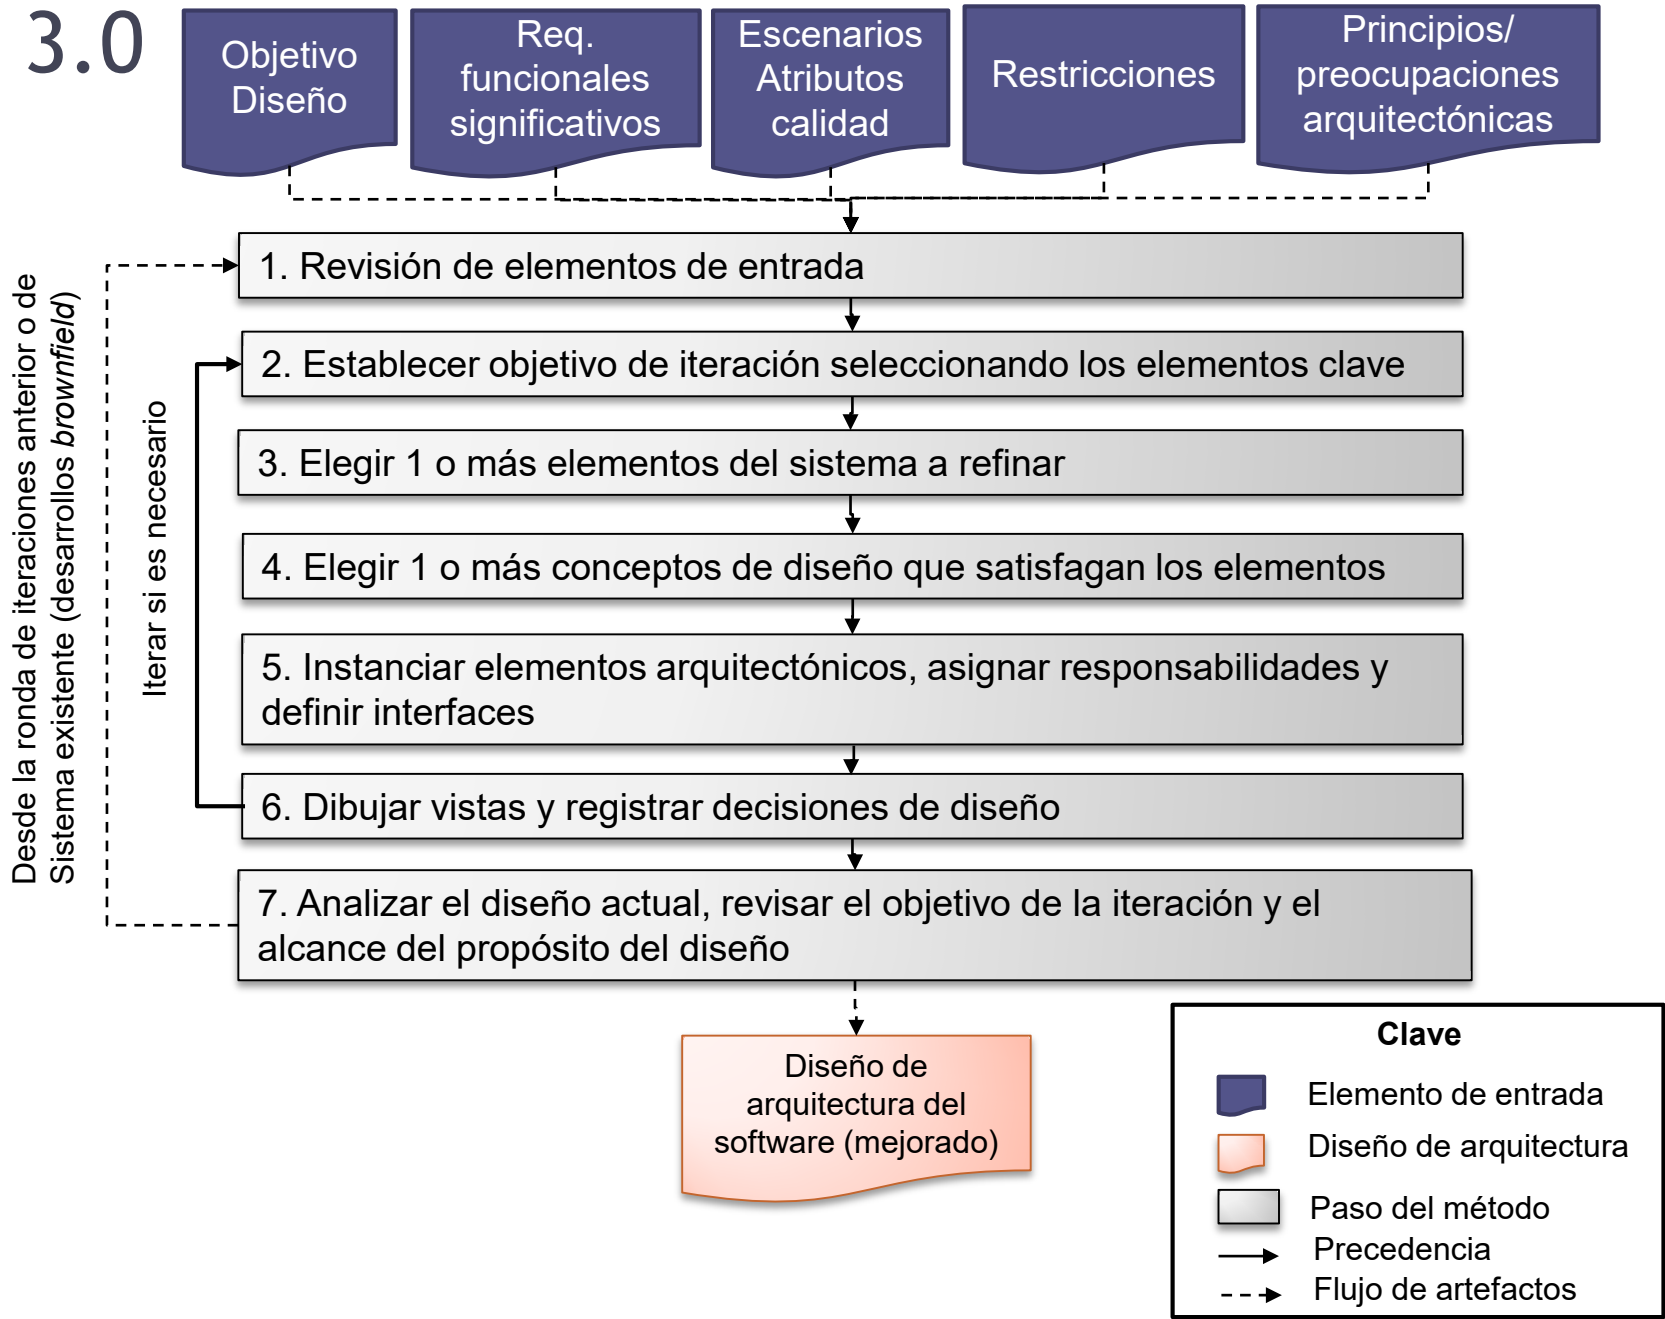 3.0
Objetivo
Diseño
Req.
funcionales
significativos
Escenarios
Atributos
calidad
Restricciones
Principios/
preocupaciones
arquitectónicas
1. Revisión de elementos de entrada
2. Establecer objetivo de iteración seleccionando los elementos clave
3. Elegir 1 o más elementos del sistema a refinar
4. Elegir 1 o más conceptos de diseño que satisfagan los elementos
5. Instanciar elementos arquitectónicos, asignar responsabilidades y
definir interfaces
6. Dibujar vistas y registrar decisiones de diseño
7. Analizar el diseño actual, revisar el objetivo de la iteración y el
alcance del propósito del diseño
Desde la ronda de iteraciones anterior o de
Sistema existente (desarrollos brownfield)
Iterar si es necesario
Diseño de
arquitectura del
software (mejorado)
Clave
Elemento de entrada
Diseño de arquitectura
Paso del método
Precedencia
Flujo de artefactos